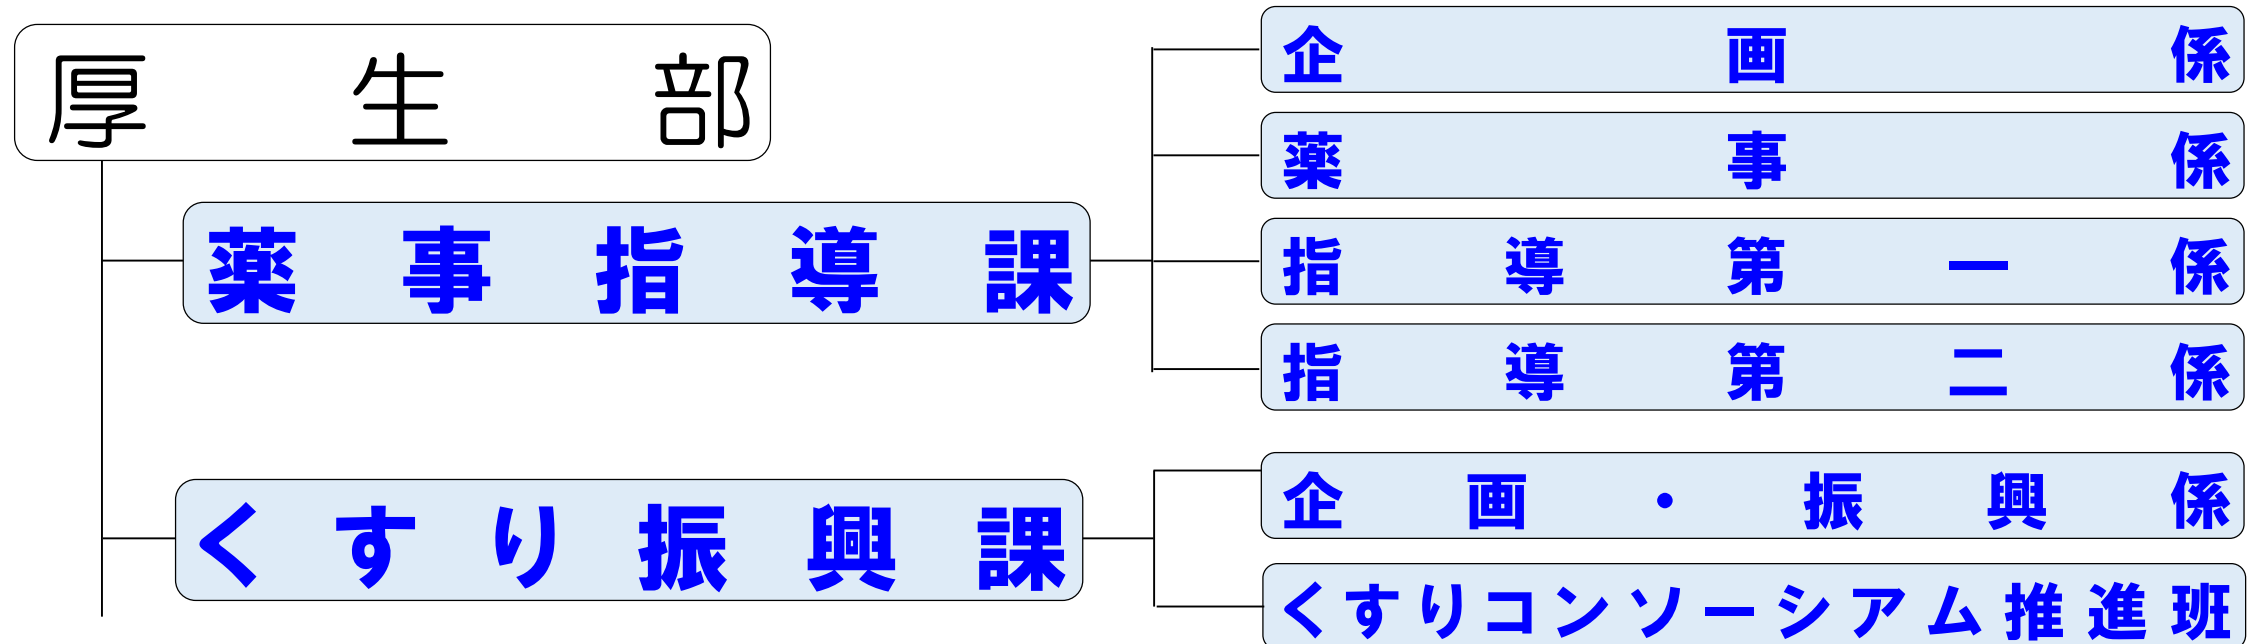 厚生部
薬事指導課
企画係
薬事係
指導第一係
指導第二係
くすり振興課
企画・振興係
くすりコンソーシアム推進班